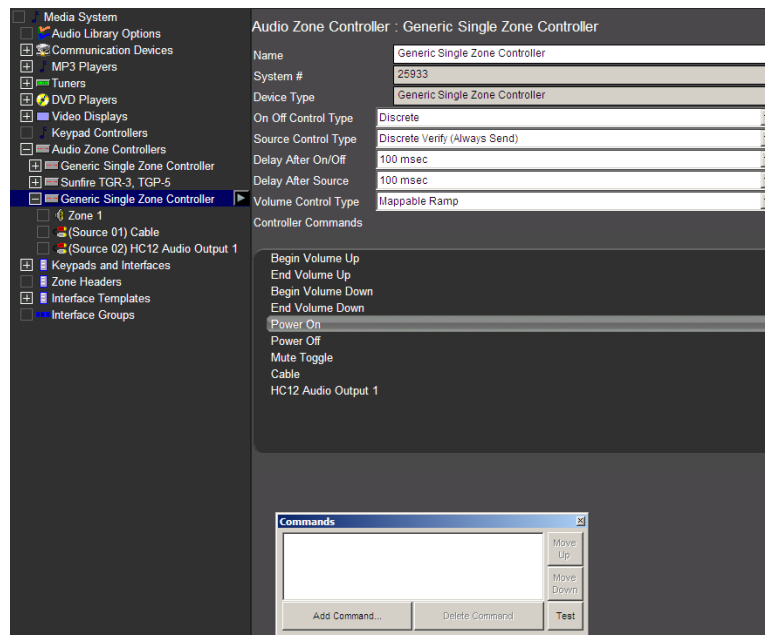 Media System
Audio Library Options
Communication Devices
MP3 Players
Tuners
DVD Players
Video Displays
Keypad Controllers
Audio Zone Controllers
Generic Single Zone Controller
Sunfire TGR-3, TGP-5
Generic Single Zone Controller
Zone 1
(Source 01) Cable
(Source 02) HC12 Audio Output 1
Keypads and Interfaces
Zone Headers
Interface Templates
Interface Groups
Audio Zone Controller : Generic Single Zone Controller
Name Generic Single Zone Controller
System # 25933
Device Type Generic Single Zone Controller
On Off Control Type Discrete
Source Control Type Discrete Verify (Always Send)
Delay After On/Off 100 msec
Delay After Source 100 msec
Volume Control Type Mappable Ramp
Controller Commands
Begin Volume Up
End Volume Up
Begin Volume Down
End Volume Down
Power On
Power Off
Mute Toggle
Cable
HC12 Audio Output 1
Commands
Move
Up
Move
Down
Add Command... Delete Command Test